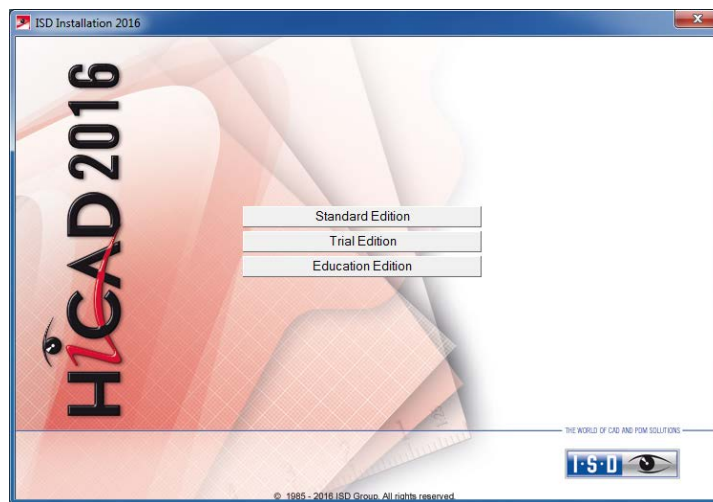 ISD Installation 2016
HiCAD 2016
Standard Edition
Trial Edition
Education Edition
THE WORLD OF CAD AND PDM SOLUTIONS
I·S·D
© 1985 - 2016 ISD Group. All rights reserved.